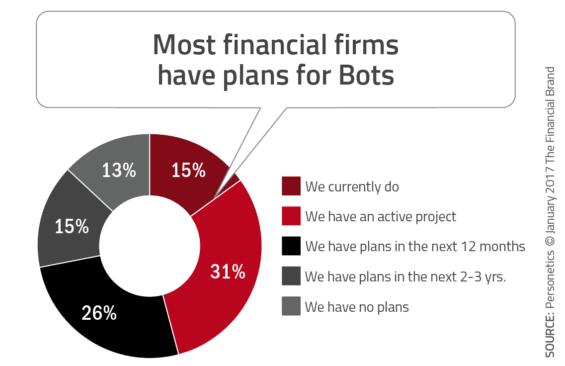 Most financial firms
have plans for Bots
13%
15%
15%
31%
26%
We currently do
We have an active project
We have plans in the next 12 months
We have plans in the next 2-3 yrs.
We have no plans
SOURCE: Personetics © January 2017 The Financial Brand